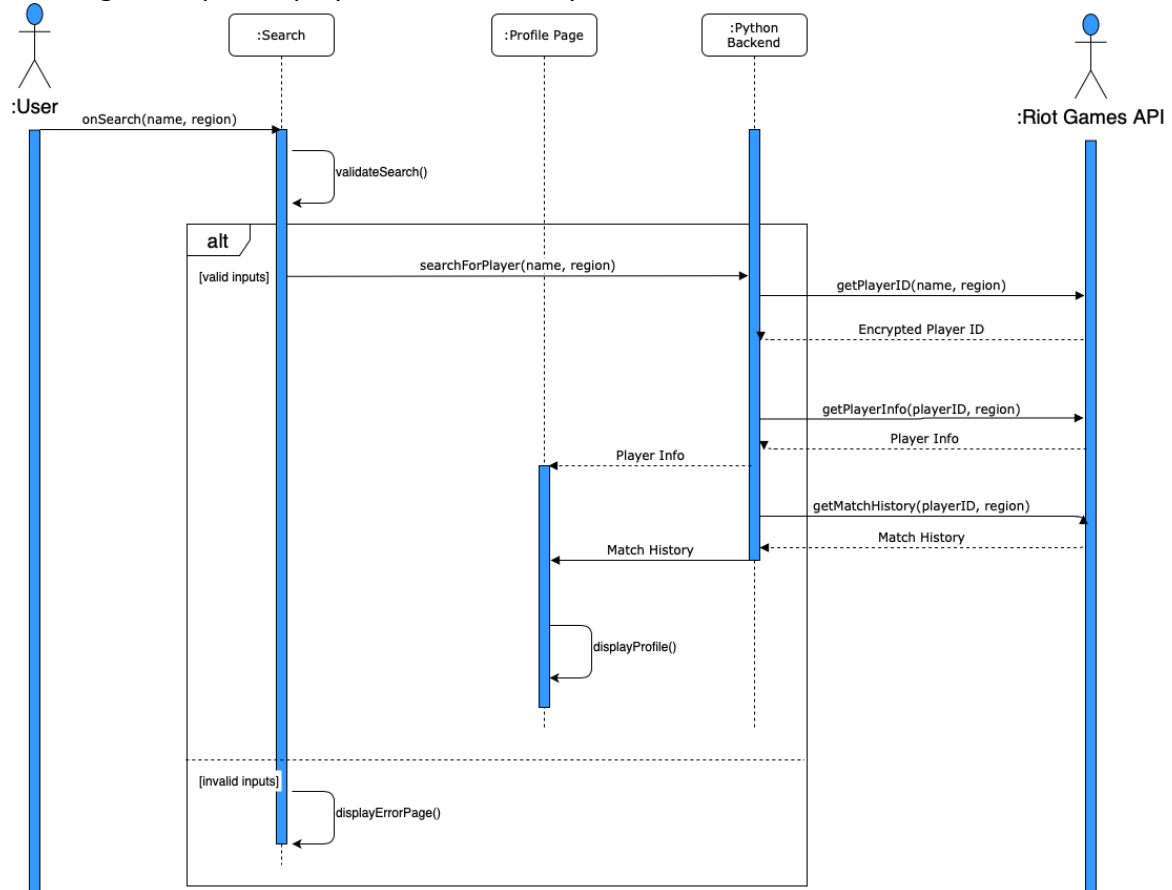 :Search
:Profile Page
:Python
Backend
:User
:Riot Games API
onSearch(name, region)
validateSearch()
alt
[valid inputs]
searchForPlayer(name, region)
getPlayerID(name, region)
Encrypted Player ID
getPlayerInfo(playerID, region)
Player Info
Player Info
getMatchHistory(playerID, region)
Match History
Match History
displayProfile()
[invalid inputs]
displayErrorPage()